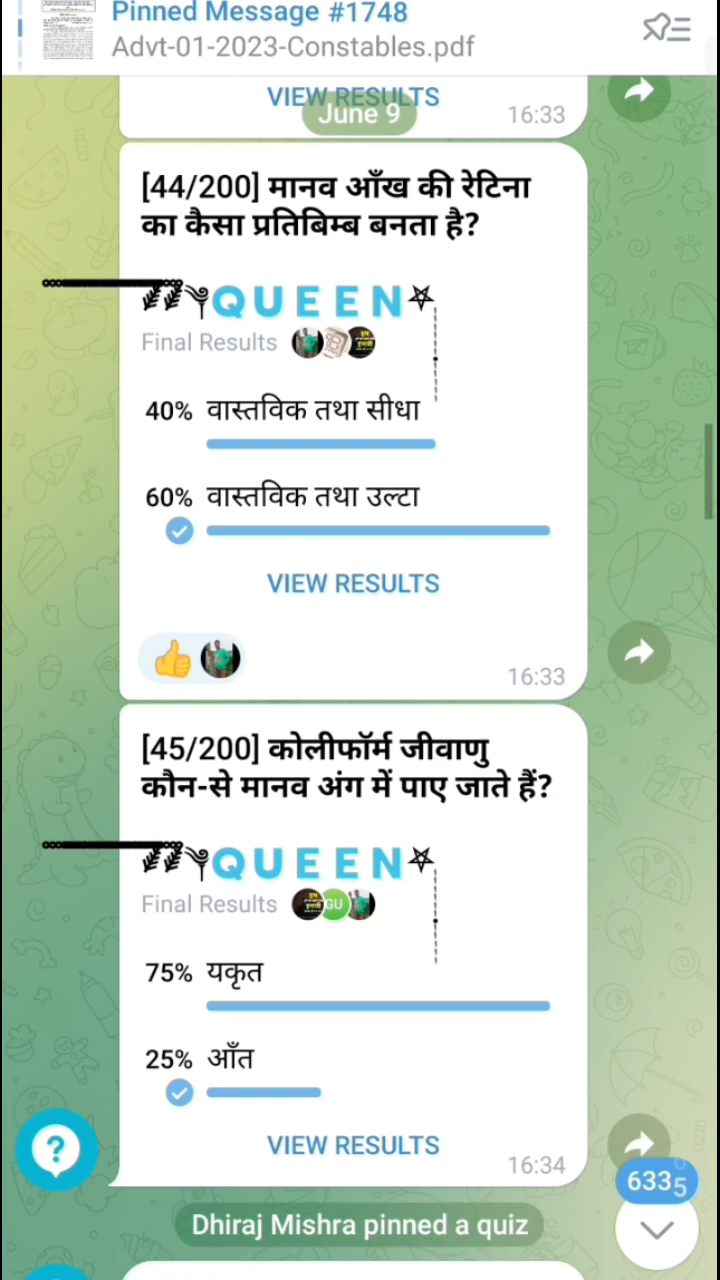 Pinned Message #1748
Advt-01-2023-Constables.pdf
VIEW RESULTS
June 9
16:33
[44/200] मानव आँख की रेटिना
का कैसा प्रतिबिम्ब बनता है?
QUEEN
Final Results
40% वास्तविक तथा सीधा
60% वास्तविक तथा उल्टा
VIEW RESULTS
16:33
[45/200] कोलीफॉर्म जीवाणु
कौन-से मानव अंग में पाए जाते हैं?
QUEEN
Final Results GU
75% यकृत
25% आँत
VIEW RESULTS
16:34
?
Dhiraj Mishra pinned a quiz